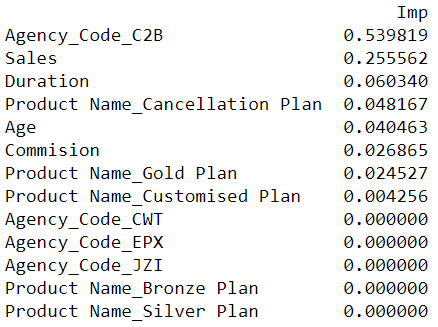 Imp
Agency_Code_C2B 0.539819
Sales 0.255562
Duration 0.060340
Product Name_Cancellation Plan 0.048167
Age 0.040463
Commision 0.026865
Product Name_Gold Plan 0.024527
Product Name_Customised Plan 0.004256
Agency_Code_CWT 0.000000
Agency_Code_EPX 0.000000
Agency_Code_JZI 0.000000
Product Name_Bronze Plan 0.000000
Product Name_Silver Plan 0.000000